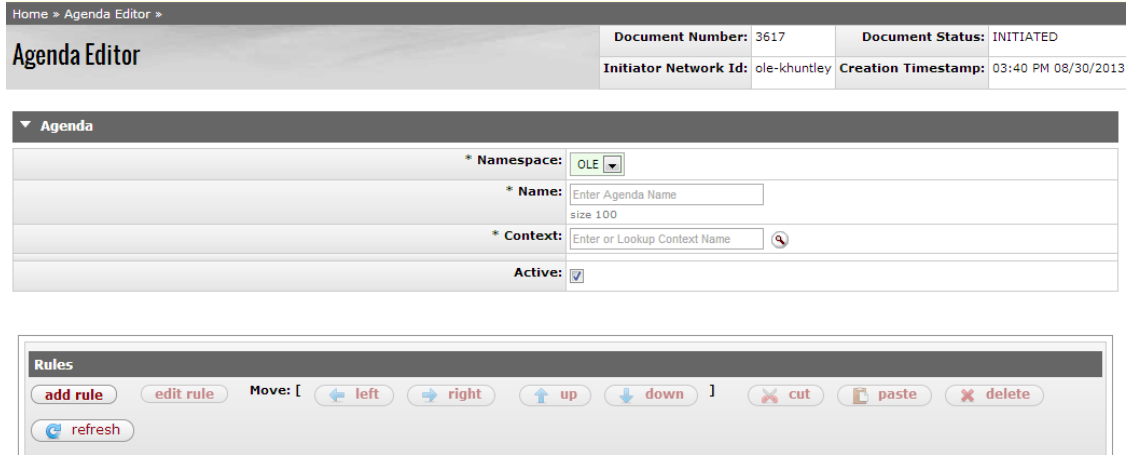 Home » Agenda Editor »
Agenda Editor
Document Number: 3617 Document Status: INITIATED
Initiator Network Id: ole-khuntley Creation Timestamp: 03:40 PM 08/30/2013
Agenda
* Namespace: OLE
* Name: Enter Agenda Name
size 100
* Context: Enter or Lookup Context Name
Active:
Rules
add rule edit rule Move: [ left right up down ] cut paste delete
refresh